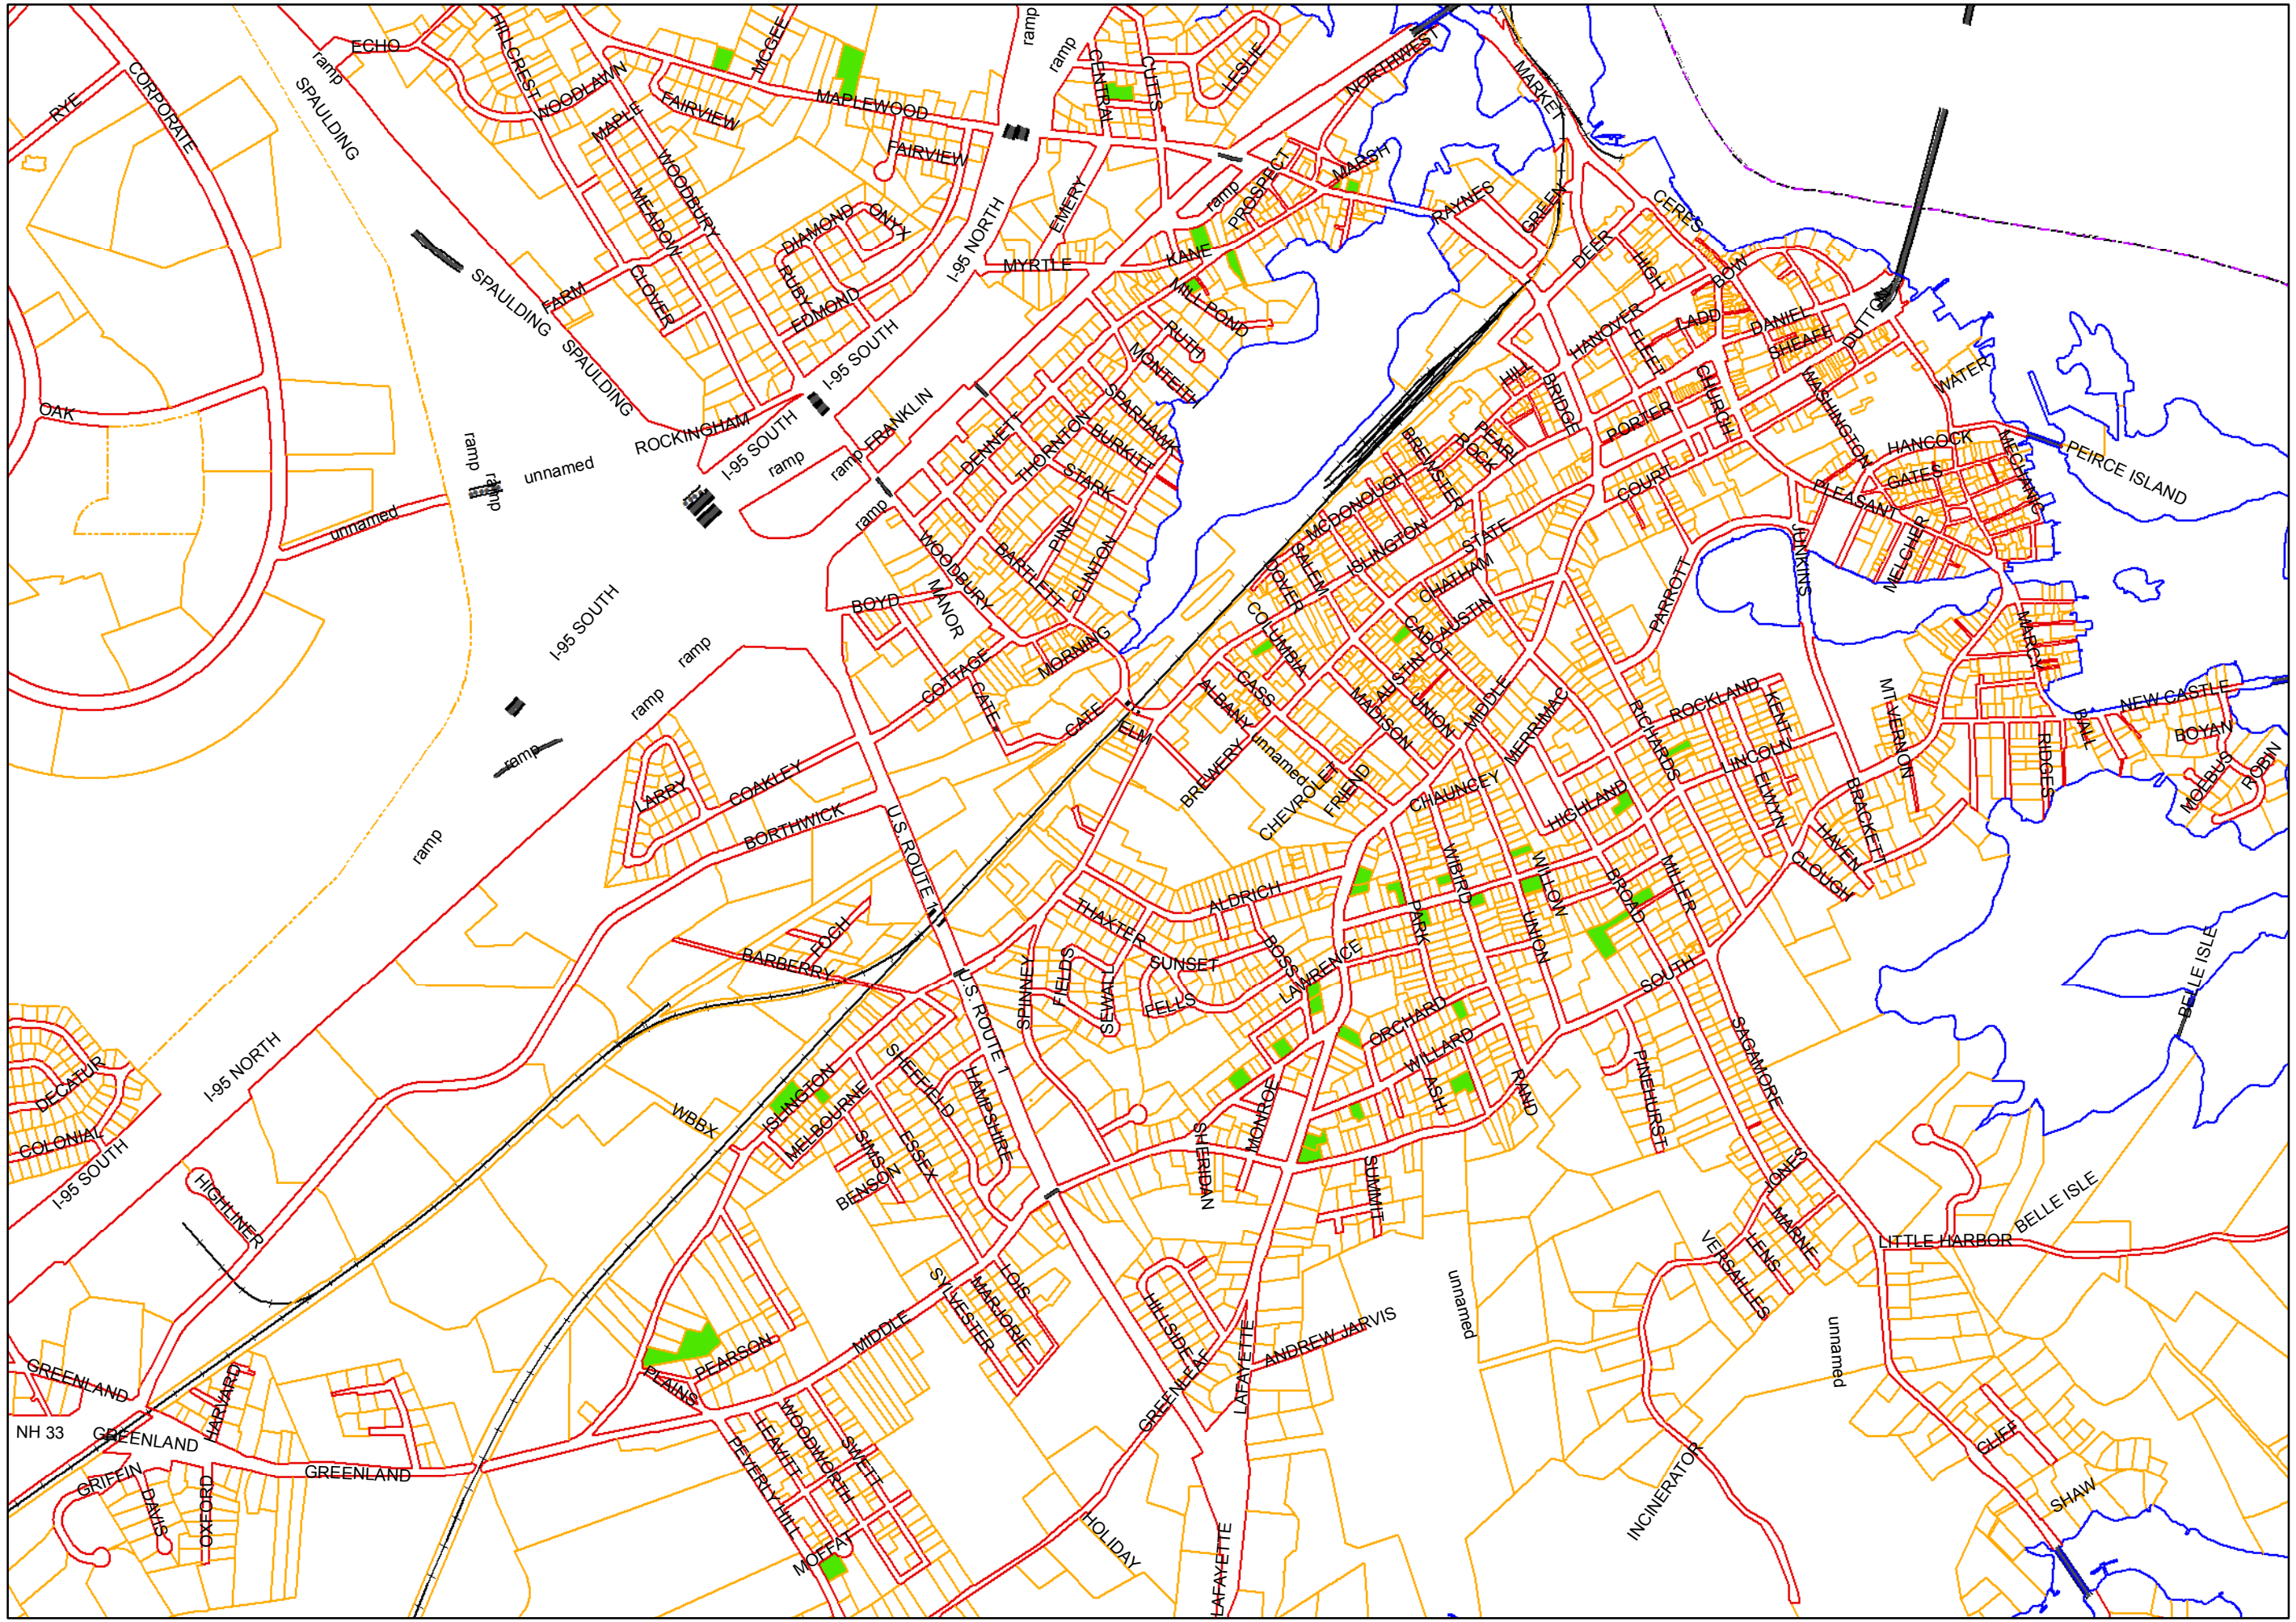 ECHO
ramp
HILLCREST
MCGEE
ramp
ramp
CENTRAL
CUTTS
LESLIE
NORTHWEST
MARKET
RYE
CORPORATE
SPAULDING
WOODLAWN
MAPLE
FAIRVIEW
MAPLEWOOD
FAIRVIEW
WOODBURY
MEADOW
DIAMOND
ONYX
I-95 NORTH
EMERY
ramp
PROSPECT
MARSH
RAYNES
GREEN
CERES
DEER
HIGH
BOW
SPAULDING
FARM
CLOVER
RUBY
EDMOND
MYRTLE
KANE
MILL POND
RUTH
MONTEITH
HANOVER
LADD
DANIEL
DUTTON
FLEET
SHEAFE
WATER
SPAULDING
I-95 SOUTH
OAK
ROCKINGHAM
I-95 SOUTH
FRANKLIN
DENNETT
THORNTON
SPARHAWK
BURKITT
STARK
HILL
BRIDGE
PORTER
CHURCH
WASHINGTON
HANCOCK
MECHANIC
PEIRCE ISLAND
ramp
ramp
unnamed
ramp
ramp
BREWSTER
ROCK
PEARL
COURT
GATES
PLEASANT
unnamed
ramp
WOODBURY
BARTLETT
PINE
CLINTON
MCDONOUGH
ISLINGTON
STATE
SALEM
DOVER
CHATHAM
JUNKINS
MELCHER
I-95 SOUTH
BOYD
MANOR
MORNING
COLUMBIA
CABOT
AUSTIN
PARROTT
MARCY
ramp
ramp
COTTAGE
CATE
CATE
ELM
CASS
ALBANY
AUSTIN
MADISON
UNION
MIDDLE
MERRIMAC
RICHARDS
ROCKLAND
KENT
MT VERNON
NEW CASTLE
BALL
BOYAN
ramp
LARRY
COAKLEY
BREWERY
unnamed
CHEVROLET
FRIEND
CHAUNCEY
LINCOLN
ELWYN
RIDGES
MOEBUS
ROBIN
ramp
BORTHWICK
U.S. ROUTE 1
HIGHLAND
BRACKETT
HAVEN
CLOUGH
ALDRICH
WIBIRD
WILLOW
BROAD
MILLER
FOCH
BARBERRY
THAXTER
SUNSET
BOSS
LAWRENCE
PARK
UNION
SOUTH
SPINNEY
FIELDS
SEWALL
FELLS
U.S. ROUTE 1
ORCHARD
WILLARD
BELLE ISLE
DECATUR
I-95 NORTH
COLONIAL
I-95 SOUTH
WBBX
ISLINGTON
MELBOURNE
SHEFFIELD
HAMPSHIRE
ASH
RAND
PINEHURST
SAGAMORE
HIGHLINER
SIMS
ESSEX
BENSON
SHERIDAN
MONROE
SUMMIT
JONES
MARNE
LENS
VERSAILLES
BELLE ISLE
LITTLE HARBOR
LOIS
MARJORIE
SYLVESTER
HILLSIDE
MIDDLE
PEARSON
PLAINS
GREENLEAF
LAFAYETTE
ANDREW JARVIS
unnamed
unnamed
GREENLAND
HARVARD
NH 33
GREENLAND
GREENLAND
GRIFFIN
DAVIS
OXFORD
LEAVITT
WOODWORTH
SWETT
PEVERLY HILL
MOFFAT
HOLIDAY
LAFAYETTE
INCINERATOR
CLIFF
SHAW